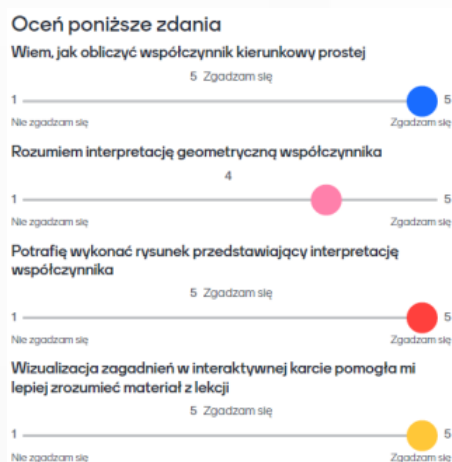 Oceń poniższe zdania
Wiem, jak obliczyć współczynnik kierunkowy prostej
5 Zgadzam się
1 5
Nie zgadzam się Zgadzam się
Rozumiem interpretację geometryczną współczynnika
4
1 5
Nie zgadzam się Zgadzam się
Potrafię wykonać rysunek przedstawiający interpretację
współczynnika
5 Zgadzam się
1 5
Nie zgadzam się Zgadzam się
Wizualizacja zagadnień w interaktywnej karcie pomogła mi
lepiej zrozumieć materiał z lekcji
5 Zgadzam się
1 5
Nie zgadzam się Zgadzam się